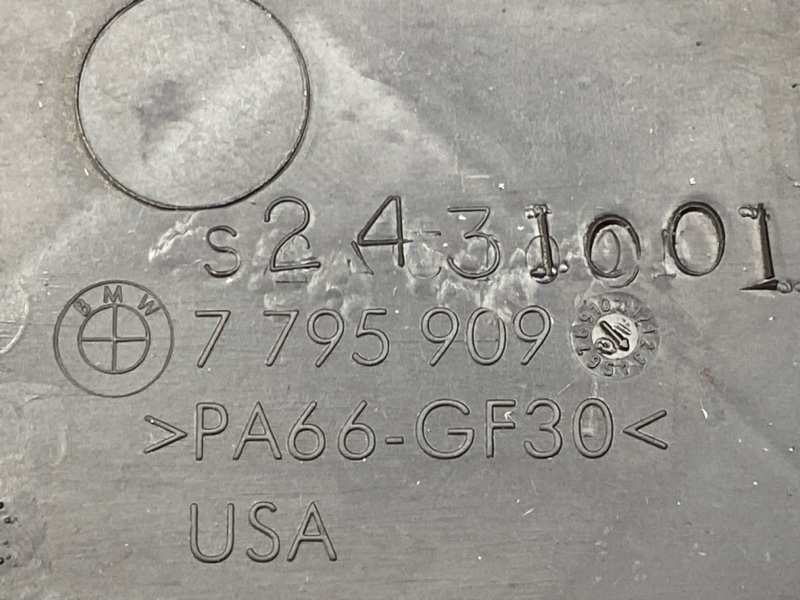 S2431001
BMW
7 795 909
>PA66-GF30<
USA